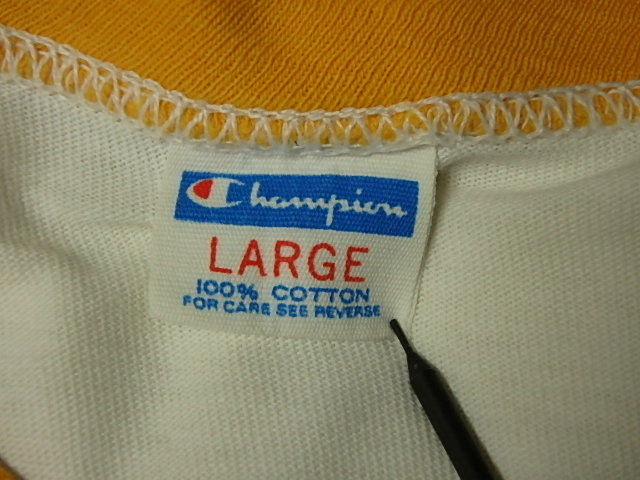 Champion
LARGE
100% COTTON
FOR CARE SEE REVERSE